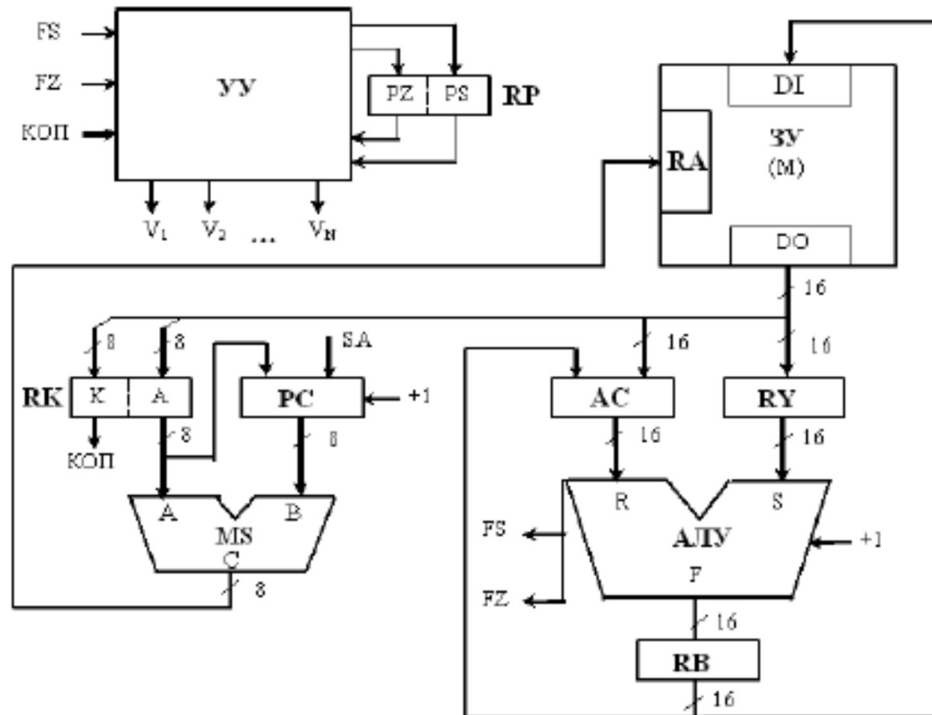 FS
FZ
КОП
УУ
PZ PS
RP
V1 V2 ... VN
DI
ЗУ
(M)
RA
DO
16
8 8
SA
16
16
RK
K A
PC
+1
AC
RY
КОП
8
8
16
16
A B
MS
C
8
R S
АЛУ
F
+1
FS
FZ
16
RB
16